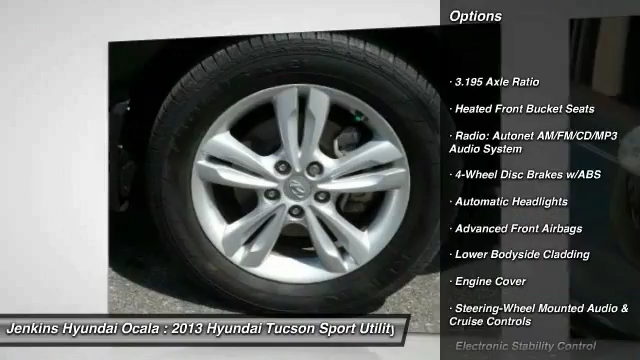 Options
· 3.195 Axle Ratio
· Heated Front Bucket Seats
· Radio: Autonet AM/FM/CD/MP3
Audio System
· 4-Wheel Disc Brakes w/ABS
· Automatic Headlights
· Advanced Front Airbags
· Lower Bodyside Cladding
· Engine Cover
· Steering-Wheel Mounted Audio &
Cruise Controls
· Electronic Stability Control
Jenkins Hyundai Ocala : 2013 Hyundai Tucson Sport Utility